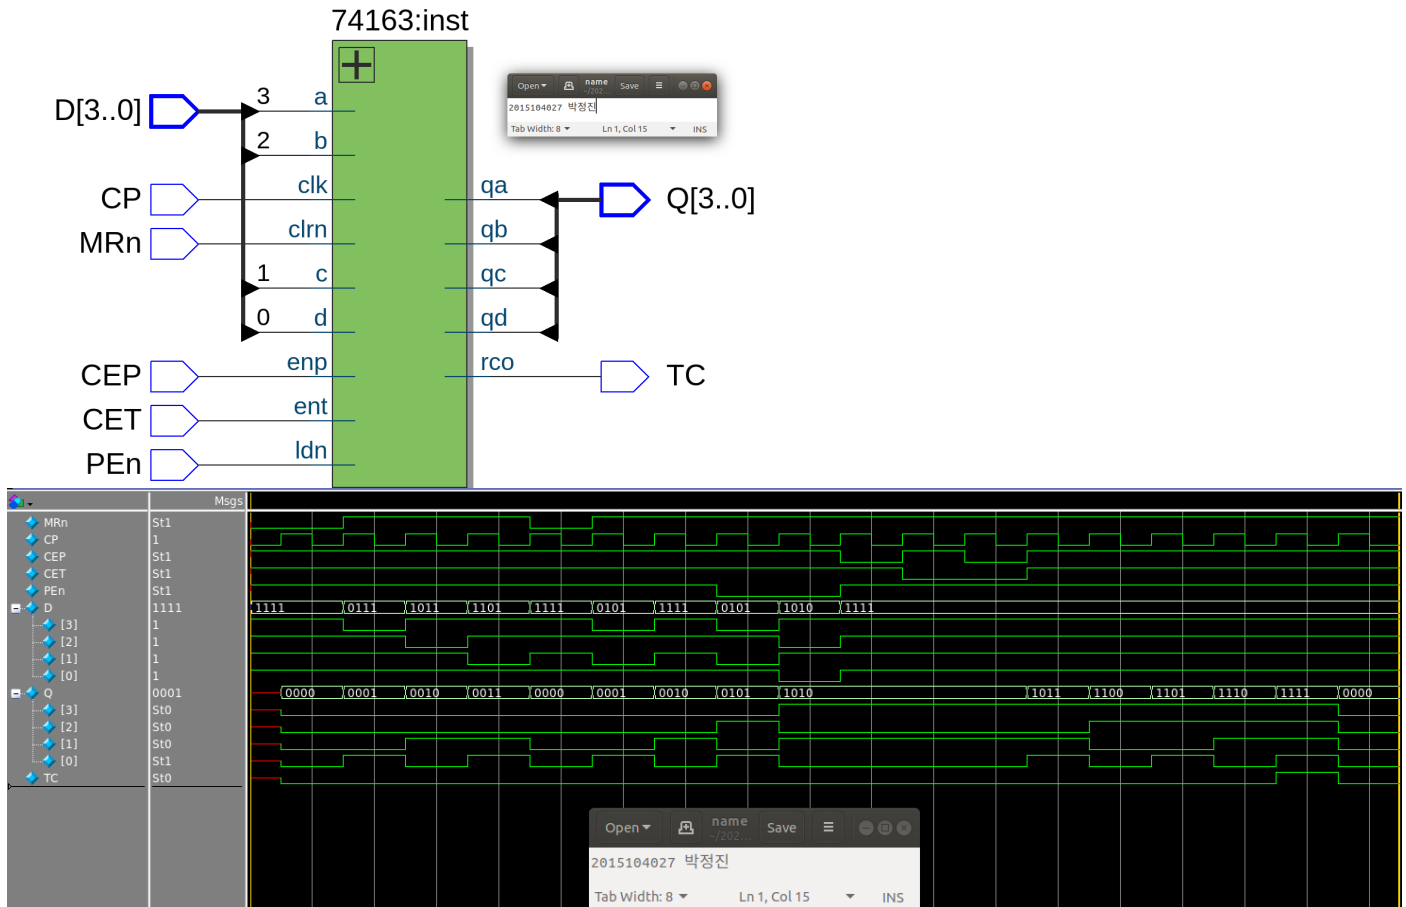 74163:inst
D[3..0] 3 a
2 b
CP clk qa Q[3..0]
MRn clrn qb
1 c qc
0 d qd
CEP enp rco TC
CET ent
PEn ldn
Open name Save
~/202...
2015104027 박정진
Tab Width: 8 Ln 1, Col 15 INS
Msgs
MRn St1
CP 1
CEP St1
CET St1
PEn St1
D 1111 1111 0111 1011 1101 1111 0101 1111 0101 1010 1111
[3] 1
[2] 1
[1] 1
[0] 1
Q 0001 0000 0001 0010 0011 0000 0001 0010 0101 1010 1011 1100 1101 1110 1111 0000
[3] St0
[2] St0
[1] St0
[0] St1
TC St0
Open name Save
~/202...
2015104027 박정진
Tab Width: 8 Ln 1, Col 15 INS